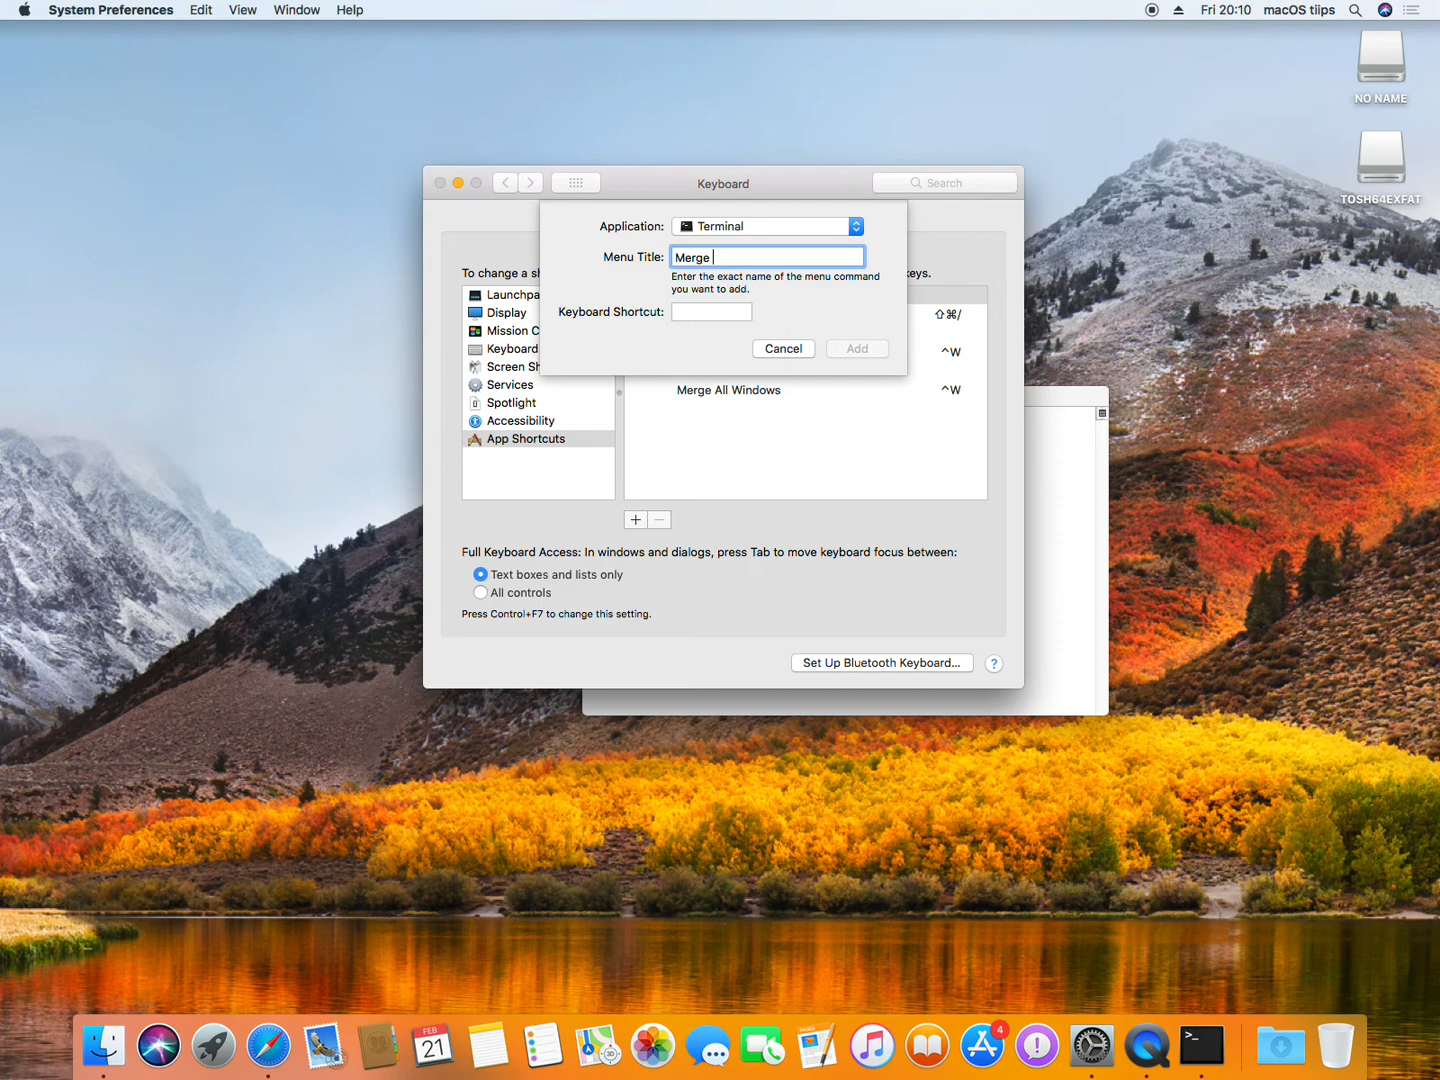 System Preferences Edit View Window Help
Fri 20:10 macOS tiips
NO NAME
TOSH64EXFAT
Keyboard
Search
Application: Terminal
Menu Title: Merge
Enter the exact name of the menu command
you want to add.
Keyboard Shortcut:
Cancel Add
To change a sh
eys.
Launchpa
Display
Mission C
Keyboard
Screen Sh
Services
Spotlight
Accessibility
App Shortcuts
⇧⌘/
^W
Merge All Windows ^W
+ −
Full Keyboard Access: In windows and dialogs, press Tab to move keyboard focus between:
Text boxes and lists only
All controls
Press Control+F7 to change this setting.
Set Up Bluetooth Keyboard... ?
FEB
21
3D
4
>_